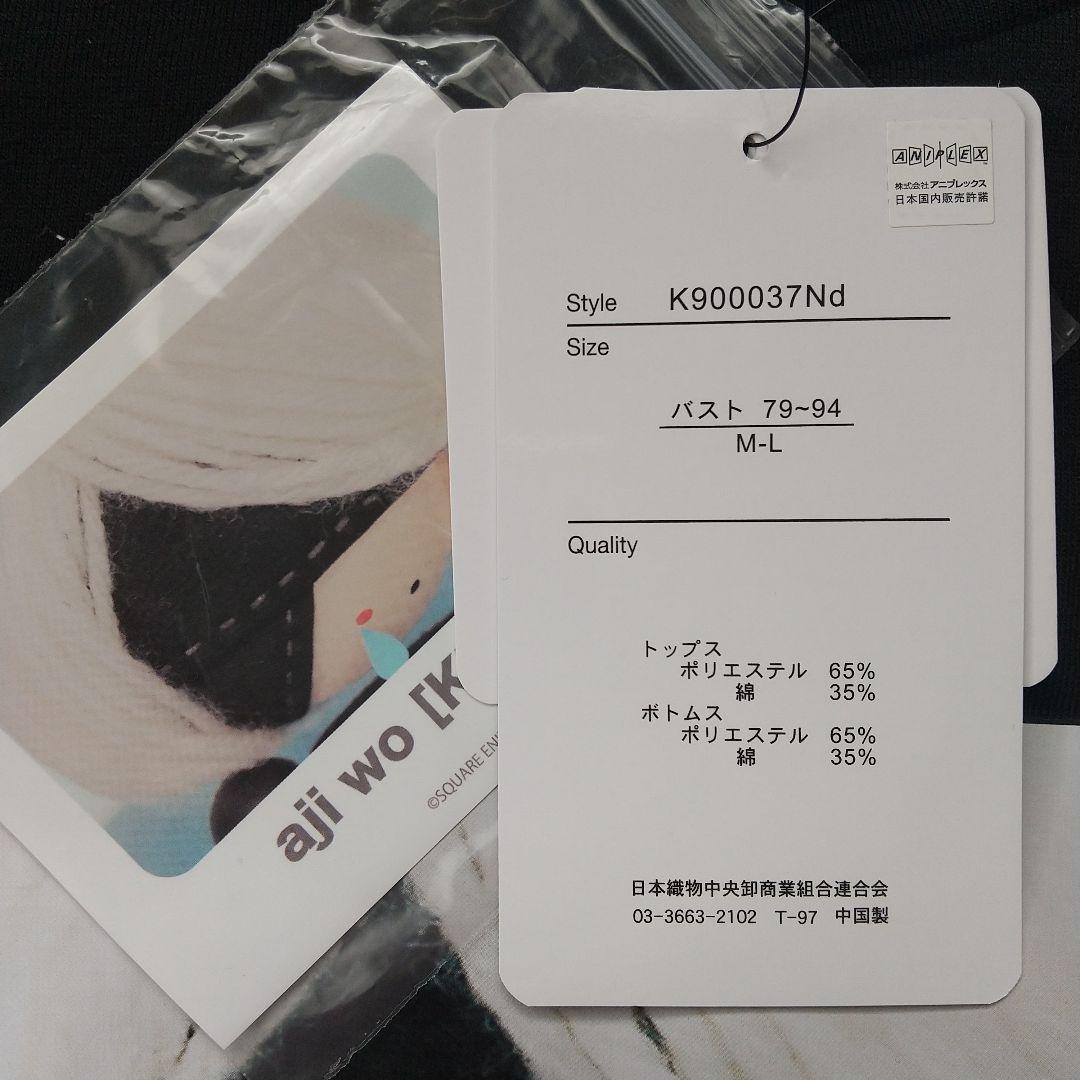 ANIPLEX
株式会社アニプレックス
日本国内販売許諾
Style K900037Nd
Size
バスト 79~94
M-L
Quality
トップス
ポリエステル 65%
綿 35%
ボトムス
ポリエステル 65%
綿 35%
日本織物中央卸商業組合連合会
03-3663-2102 T-97 中国製
aji wo [K
©SQUARE ENI